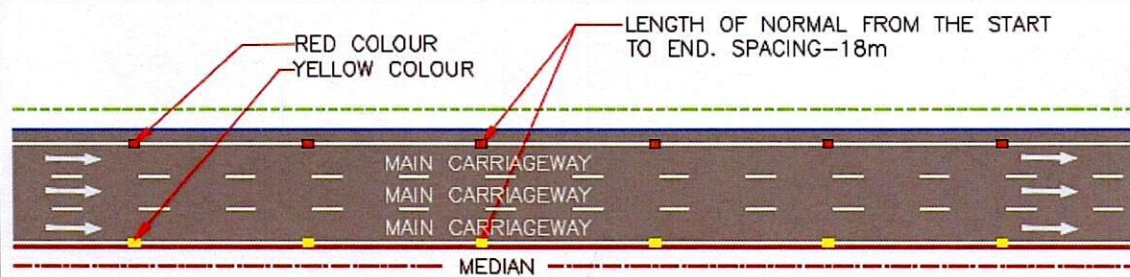 RED COLOUR
YELLOW COLOUR
LENGTH OF NORMAL FROM THE START
TO END. SPACING-18m
MAIN CARRIAGEWAY
MAIN CARRIAGEWAY
MAIN CARRIAGEWAY
MEDIAN